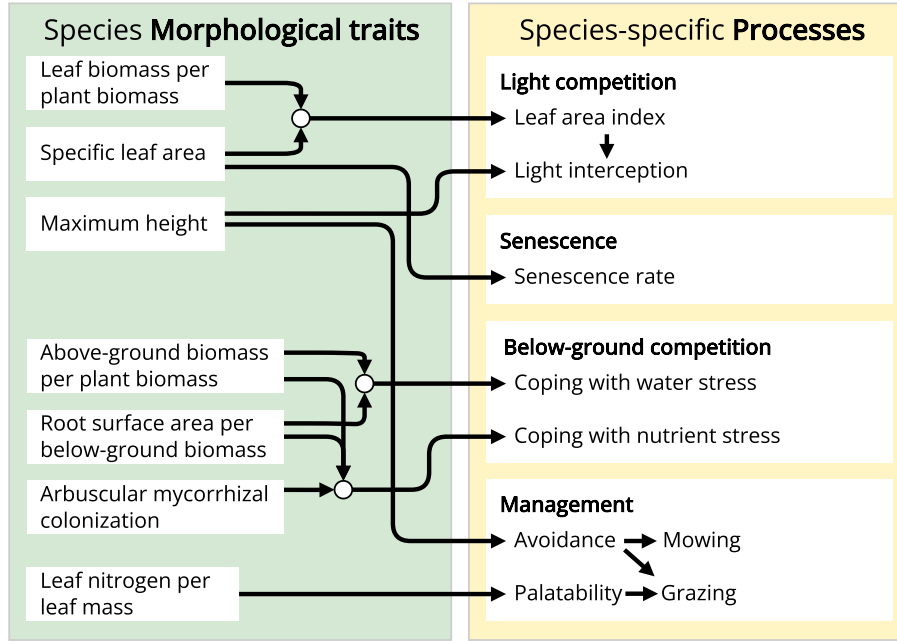 Species Morphological traits
Leaf biomass per
plant biomass
Specific leaf area
Maximum height
Above-ground biomass
per plant biomass
Root surface area per
below-ground biomass
Arbuscular mycorrhizal
colonization
Leaf nitrogen per
leaf mass
Species-specific Processes
Light competition
Leaf area index
Light interception
Senescence
Senescence rate
Below-ground competition
Coping with water stress
Coping with nutrient stress
Management
Avoidance Mowing
Palatability Grazing